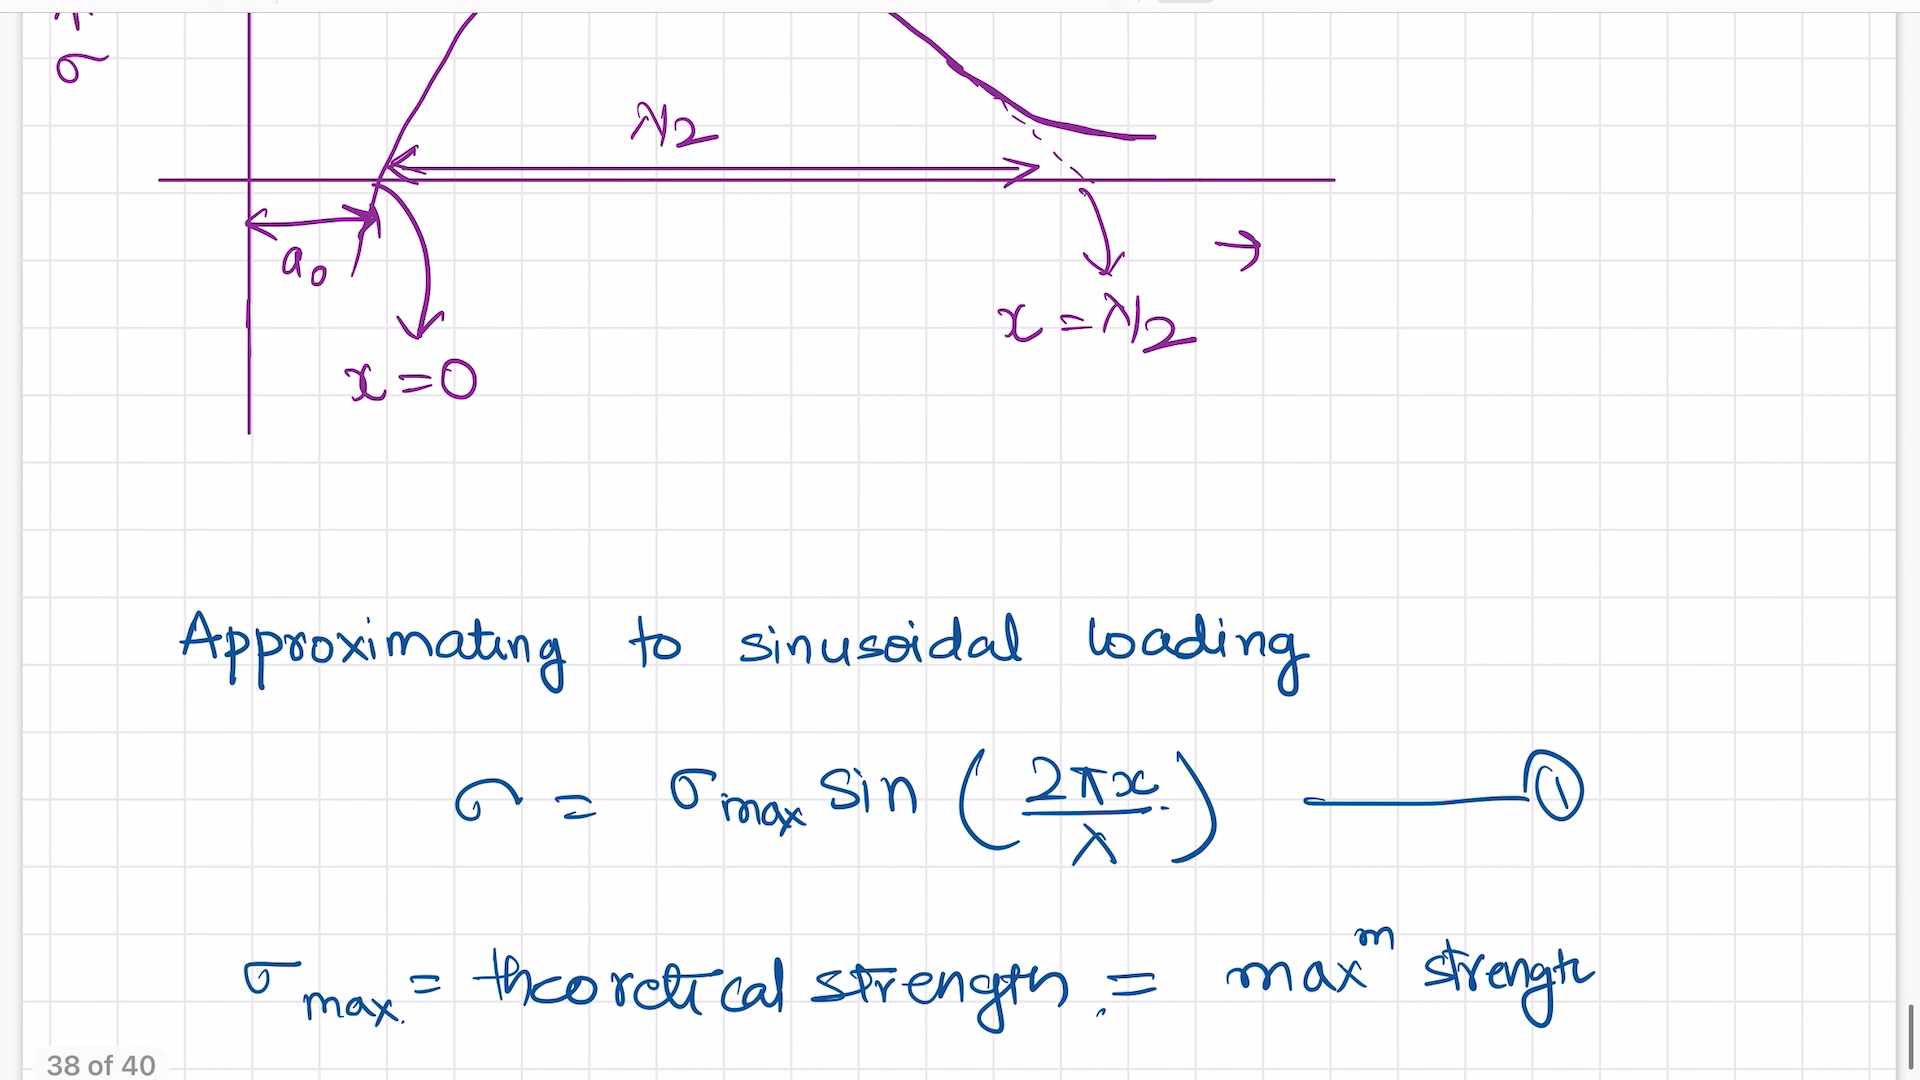 σ
λ/2
a₀
x = λ/2
x = 0
Approximating to sinusoidal loading
σ = σmax sin (2πx/λ) ——— ①
σmax = theoretical strength = maxᵐ strength
38 of 40